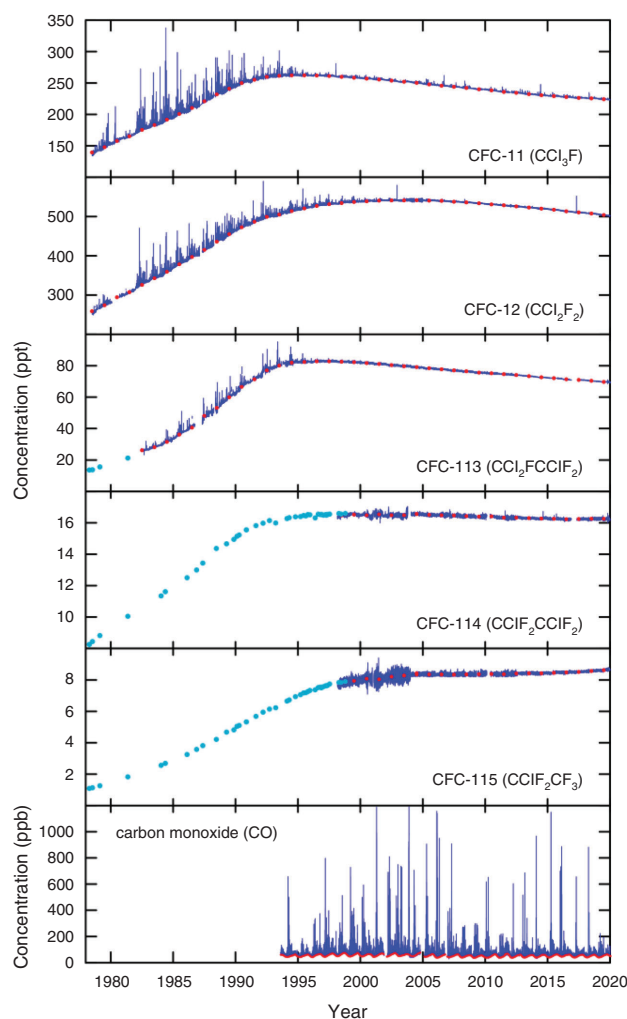 350
300
250
200
150
CFC-11 (CCl₃F)
500
400
300
CFC-12 (CCl₂F₂)
Concentration (ppt)
80
60
40
20
CFC-113 (CCl₂FCClF₂)
16
14
12
10
CFC-114 (CClF₂CClF₂)
8
6
4
2
CFC-115 (CClF₂CF₃)
Concentration (ppb)
carbon monoxide (CO)
1000
800
600
400
200
0
1980 1985 1990 1995 2000 2005 2010 2015 2020
Year